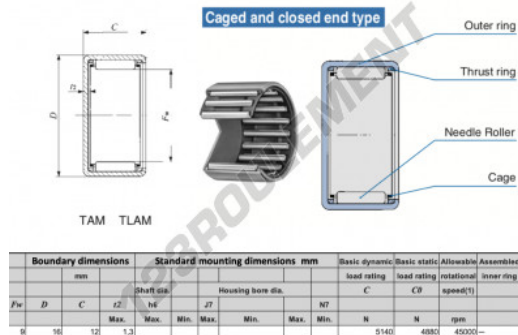 Caged and closed end type
Outer ring
Thrust ring
Needle Roller
Cage
C
t2
D
Fw
TAM TLAM
123ROULEMENT
Boundary dimensions Standard mounting dimensions mm Basic dynamic Basic static Allowable Assembled
mm load rating load rating rotational inner ring
Shaft dia. Housing bore dia. C C0 speed(1)
Fw D C t2 h6 J7 N7
Max. Max. Min. Max. Min. Max. Min. N N rpm
9 16 12 1,3 5140 4880 45000 —